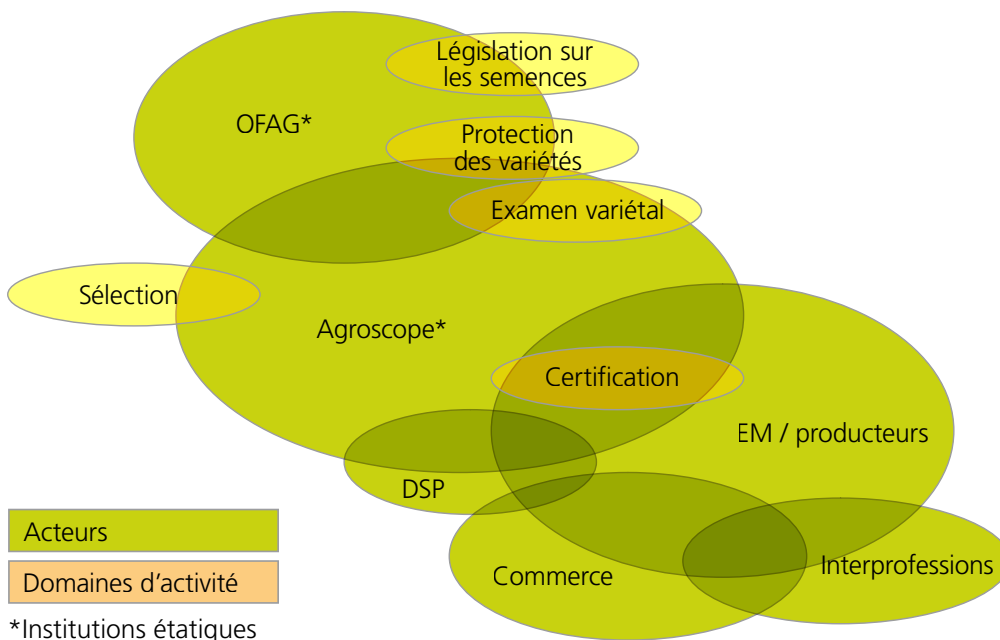 Législation sur
les semences
OFAG*
Protection
des variétés
Examen variétal
Sélection
Agroscope*
Certification
EM / producteurs
DSP
Commerce
Interprofessions
Acteurs
Domaines d’activité
*Institutions étatiques